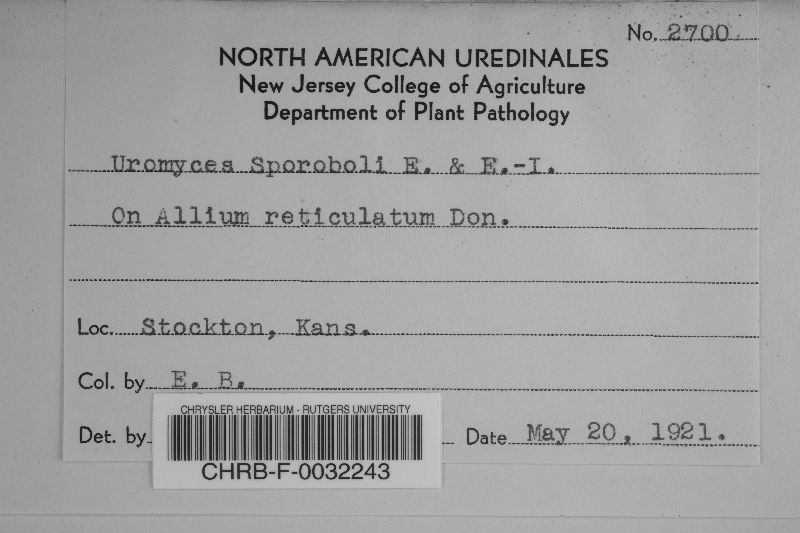 No. 2700
NORTH AMERICAN UREDINALES
New Jersey College of Agriculture
Department of Plant Pathology
Uromyces Sporoboli E. & E.-I.
On Allium reticulatum Don.
Loc. Stockton, Kans.
Col. by E. B.
Det. by
Date May 20, 1921.
CHRYSLER HERBARIUM - RUTGERS UNIVERSITY
CHRB-F-0032243